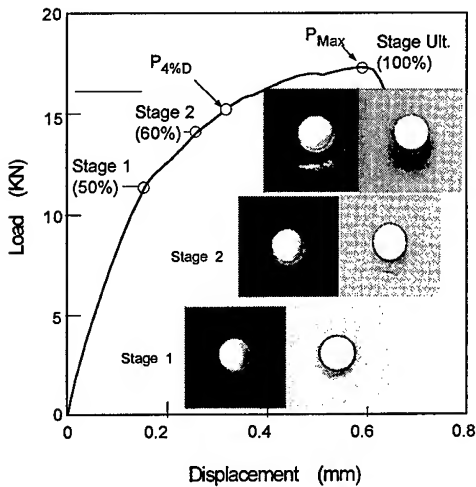 20
15
10
5
0
Load (KN)
P4%D
PMax
Stage Ult.
(100%)
Stage 2
(60%)
Stage 1
(50%)
Stage 2
Stage 1
0
0.2
0.4
0.6
0.8
Displacement (mm)